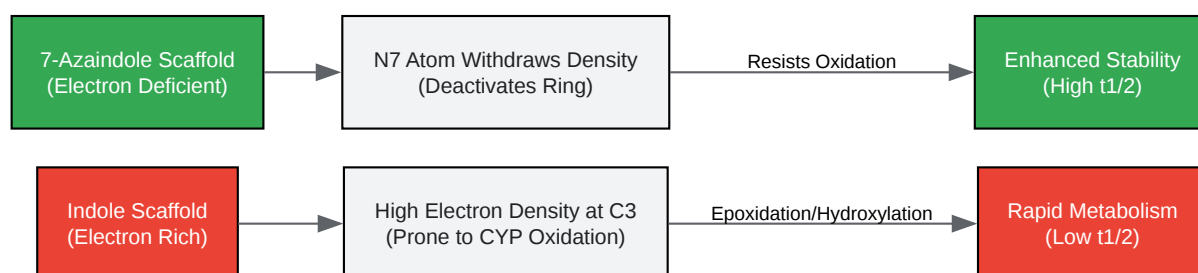 7-Azaindole Scaffold
(Electron Deficient)
N7 Atom Withdraws Density
(Deactivates Ring)
Resists Oxidation
Enhanced Stability
(High t1/2)
Indole Scaffold
(Electron Rich)
High Electron Density at C3
(Prone to CYP Oxidation)
Epoxidation/Hydroxylation
Rapid Metabolism
(Low t1/2)